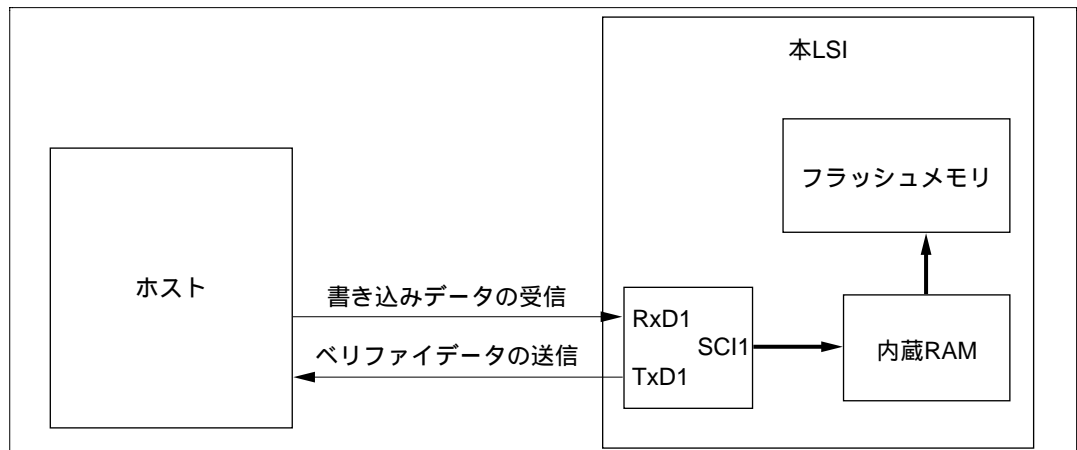 本LSI
フラッシュメモリ
ホスト
書き込みデータの受信
RxD1
SCI1
内蔵RAM
ベリファイデータの送信
TxD1